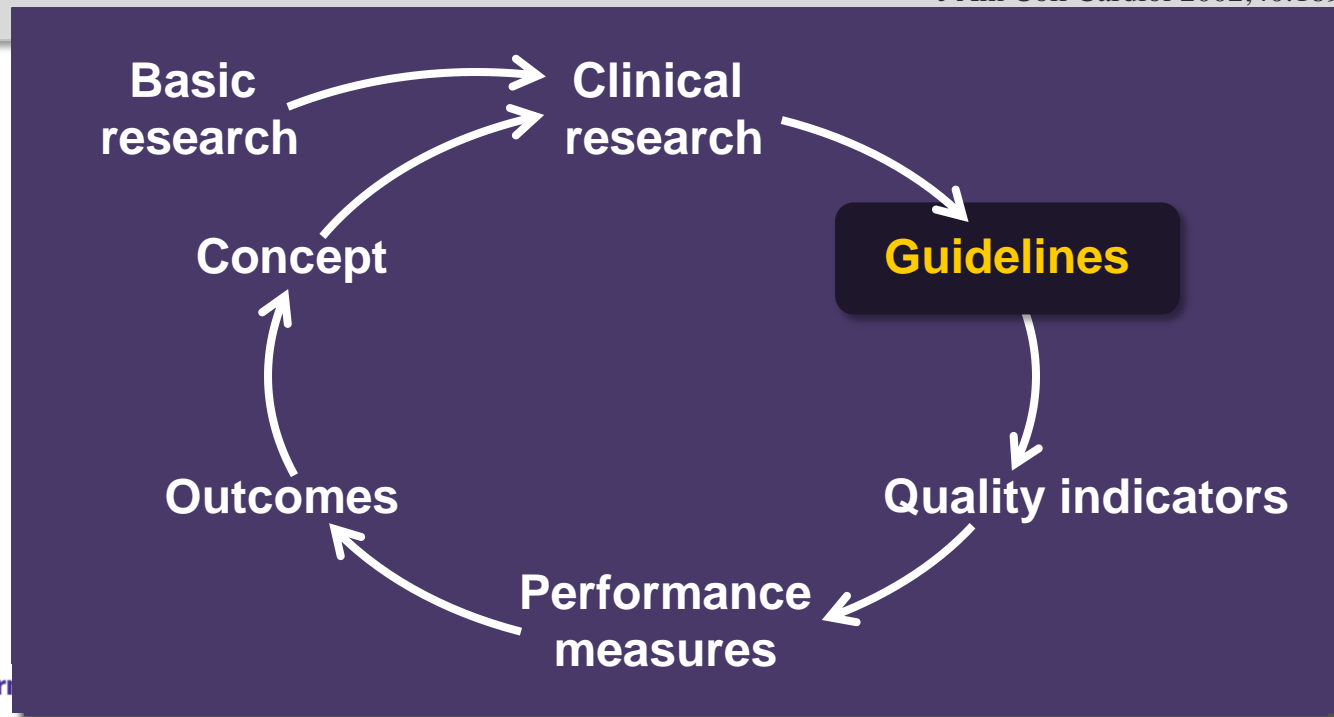 Basic
research
Clinical
research
Concept
Guidelines
Outcomes
Quality indicators
Performance
measures